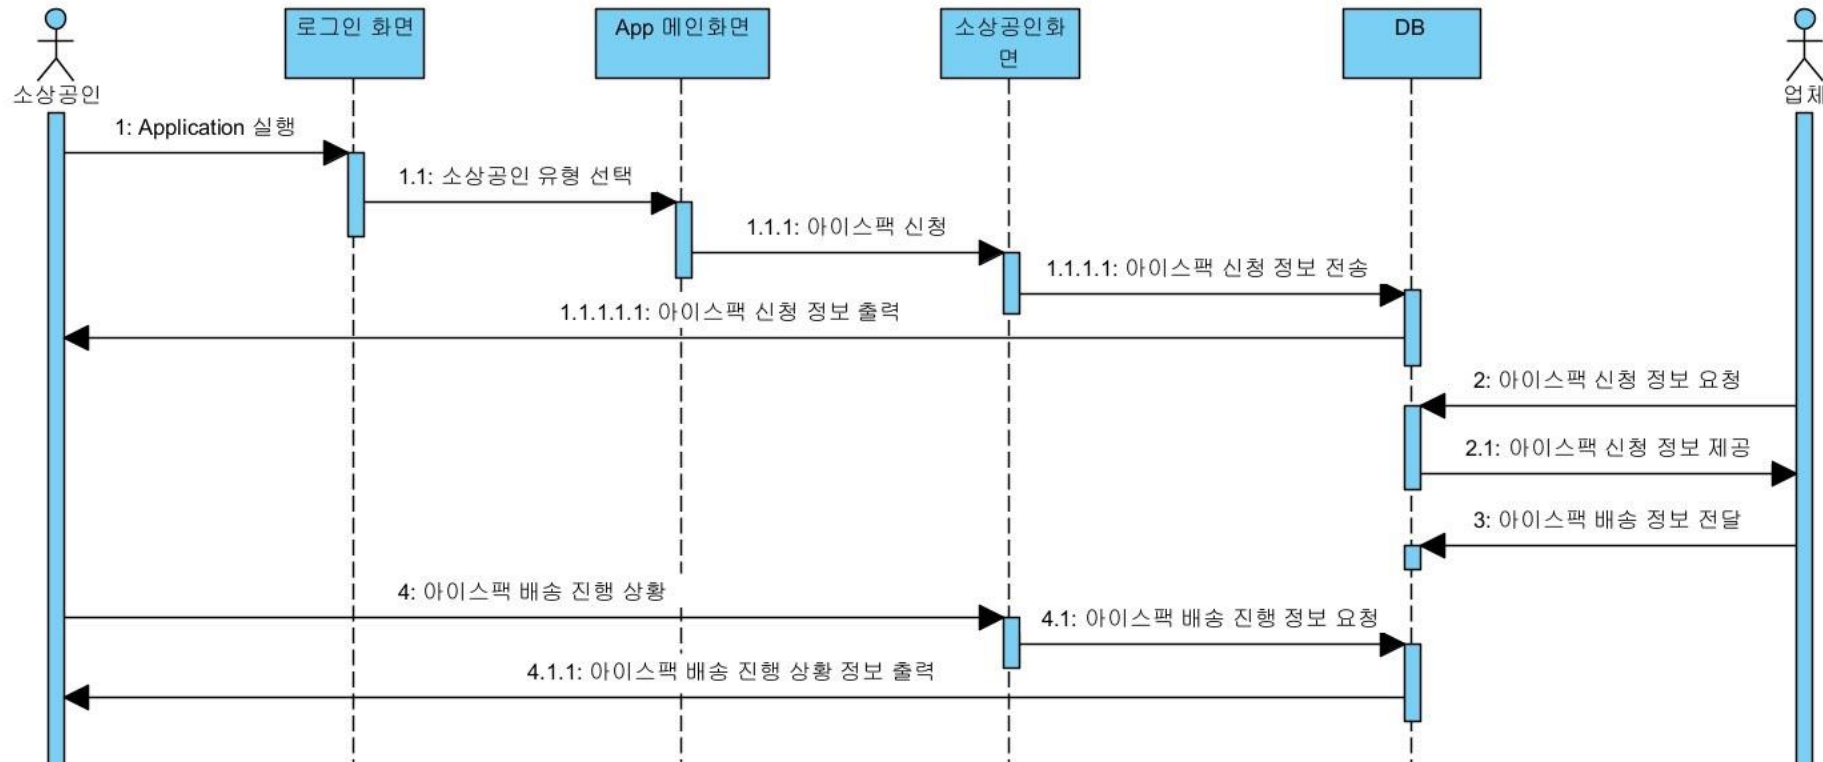 로그인 화면
App 메인화면
소상공인화
면
DB
소상공인
업체
1: Application 실행
1.1: 소상공인 유형 선택
1.1.1: 아이스팩 신청
1.1.1.1: 아이스팩 신청 정보 전송
1.1.1.1.1: 아이스팩 신청 정보 출력
2: 아이스팩 신청 정보 요청
2.1: 아이스팩 신청 정보 제공
3: 아이스팩 배송 정보 전달
4: 아이스팩 배송 진행 상황
4.1: 아이스팩 배송 진행 정보 요청
4.1.1: 아이스팩 배송 진행 상황 정보 출력